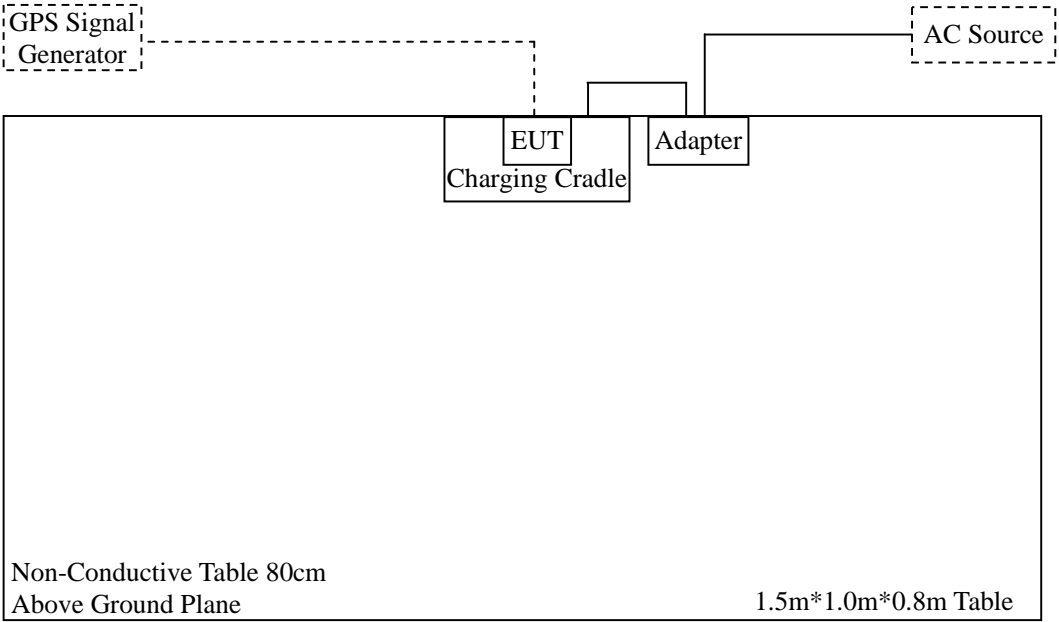 GPS Signal
Generator
AC Source
EUT
Adapter
Charging Cradle
Non-Conductive Table 80cm
Above Ground Plane
1.5m*1.0m*0.8m Table